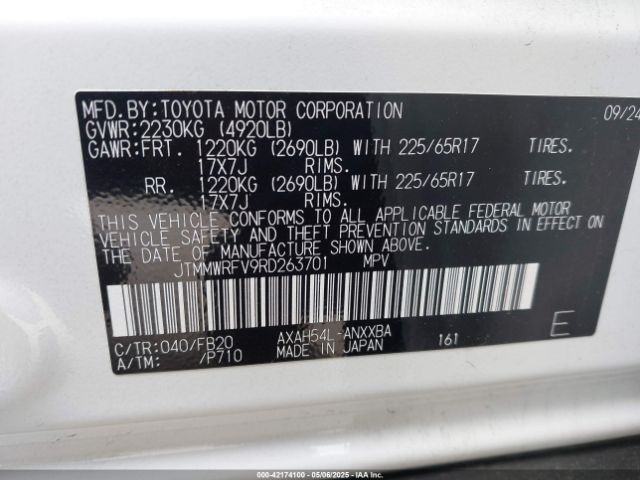 MFD.BY:TOYOTA MOTOR CORPORATION 09/24
GVWR:2230KG (4920LB)
GAWR:FRT. 1220KG (2690LB) WITH 225/65R17 TIRES.
17X7J RIMS.
RR. 1220KG (2690LB) WITH 225/65R17 TIRES.
17X7J RIMS.
THIS VEHICLE CONFORMS TO ALL APPLICABLE FEDERAL MOTOR
VEHICLE SAFETY AND THEFT PREVENTION STANDARDS IN EFFECT ON
THE DATE OF MANUFACTURE SHOWN ABOVE.
JTMMWRFV9RD263701 MPV
C/TR:040/FB20 AXAH54L-ANXXBA 161 E
A/TM: /P710 MADE IN JAPAN
000-42174100 - 05/06/2025 - IAA Inc.